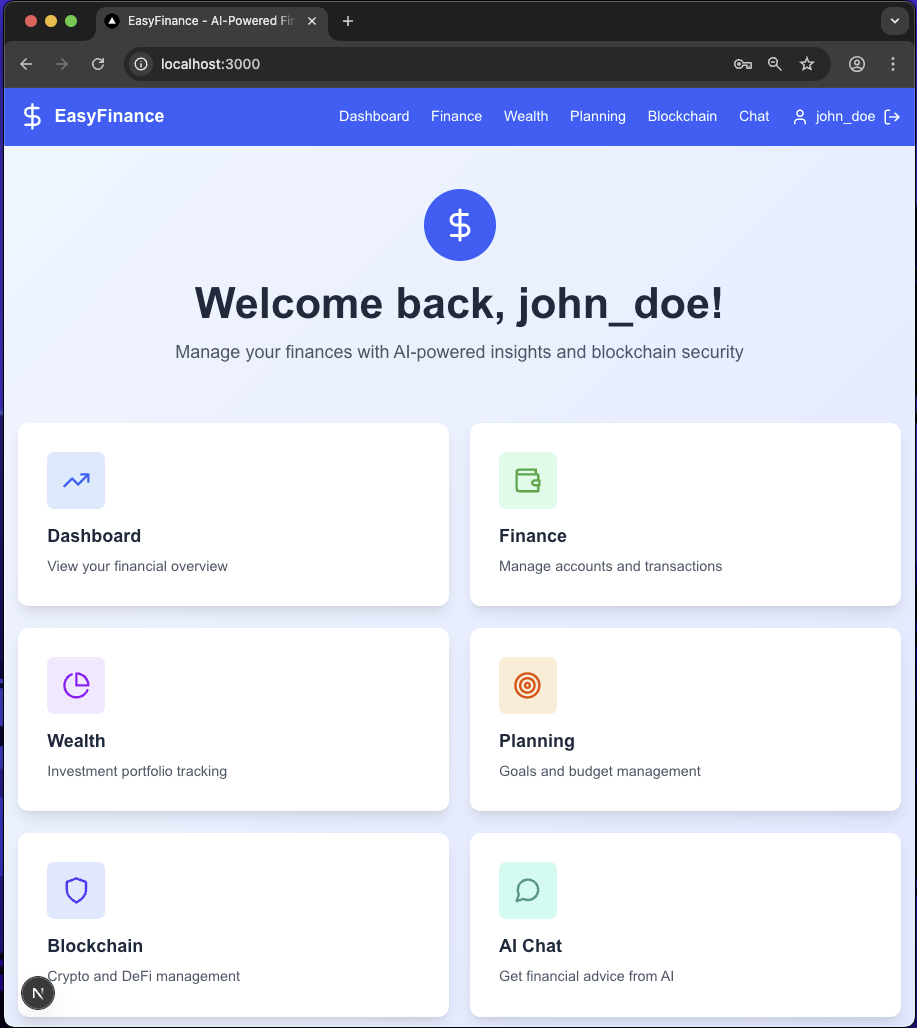 EasyFinance - AI-Powered Fi
localhost:3000
EasyFinance
Dashboard
Finance
Wealth
Planning
Blockchain
Chat
john_doe
Welcome back, john_doe!
Manage your finances with AI-powered insights and blockchain security
Dashboard
View your financial overview
Finance
Manage accounts and transactions
Wealth
Investment portfolio tracking
Planning
Goals and budget management
Blockchain
Crypto and DeFi management
AI Chat
Get financial advice from AI
N